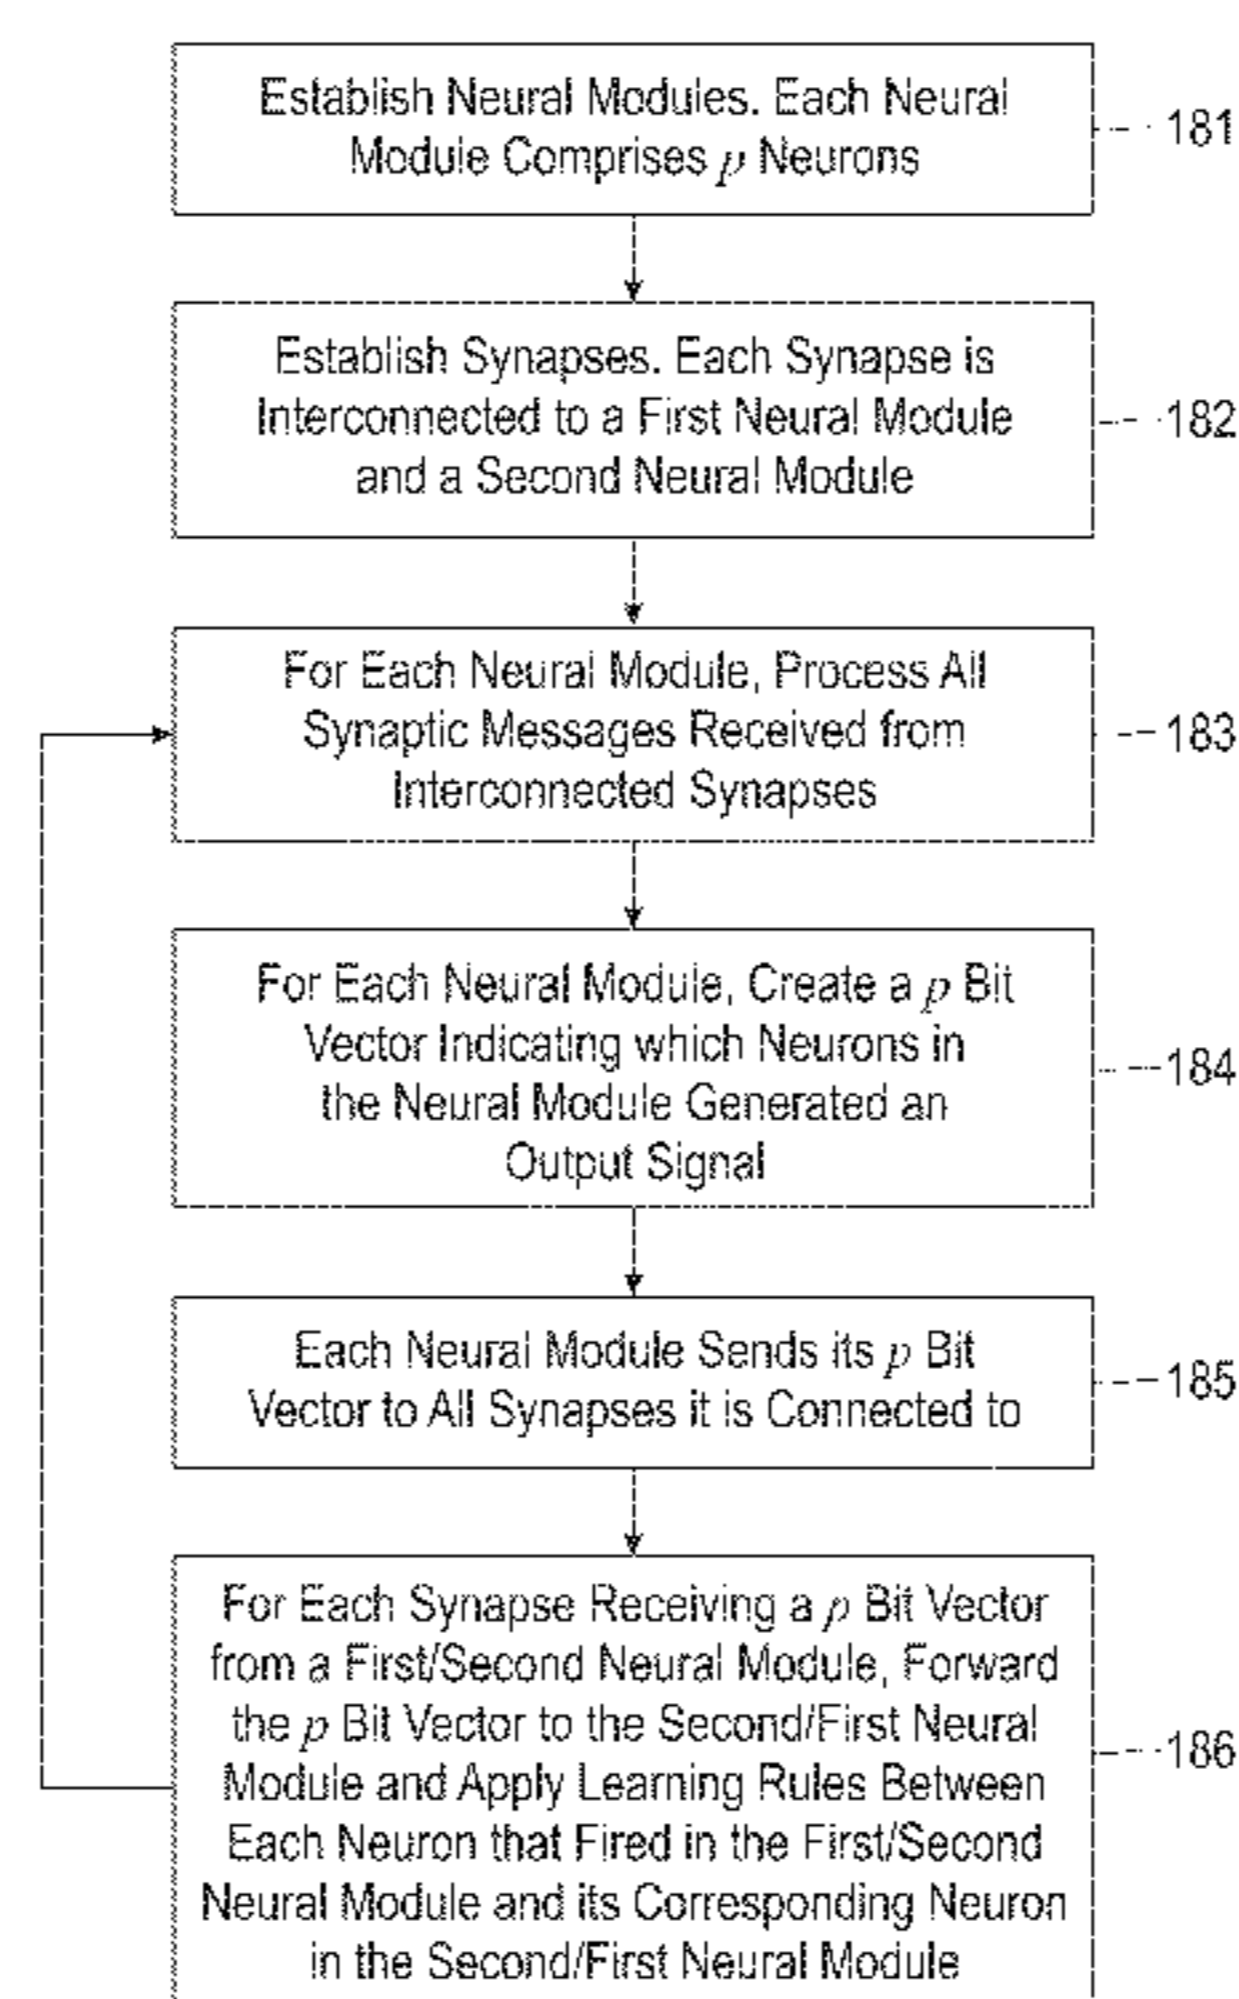 Establish Neural Modules. Each Neural
Module Comprises p Neurons
181
Establish Synapses. Each Synapse is
Interconnected to a First Neural Module
and a Second Neural Module
182
For Each Neural Module, Process All
Synaptic Messages Received from
Interconnected Synapses
183
For Each Neural Module, Create a p Bit
Vector Indicating which Neurons in
the Neural Module Generated an
Output Signal
184
Each Neural Module Sends its p Bit
Vector to All Synapses it is Connected to
185
For Each Synapse Receiving a p Bit Vector
from a First/Second Neural Module, Forward
the p Bit Vector to the Second/First Neural
Module and Apply Learning Rules Between
Each Neuron that Fired in the First/Second
Neural Module and its Corresponding Neuron
in the Second/First Neural Module
186